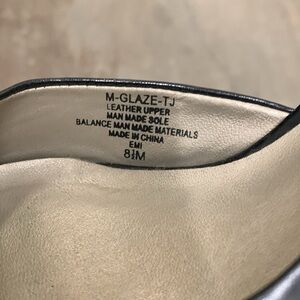 M-GLAZE-TJ
LEATHER UPPER
MAN MADE SOLE
BALANCE MAN MADE MATERIALS
MADE IN CHINA
EMI
8½M